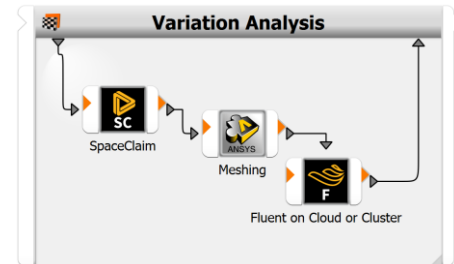 Variation Analysis
SC
SpaceClaim
ANSYS
Meshing
F
Fluent on Cloud or Cluster